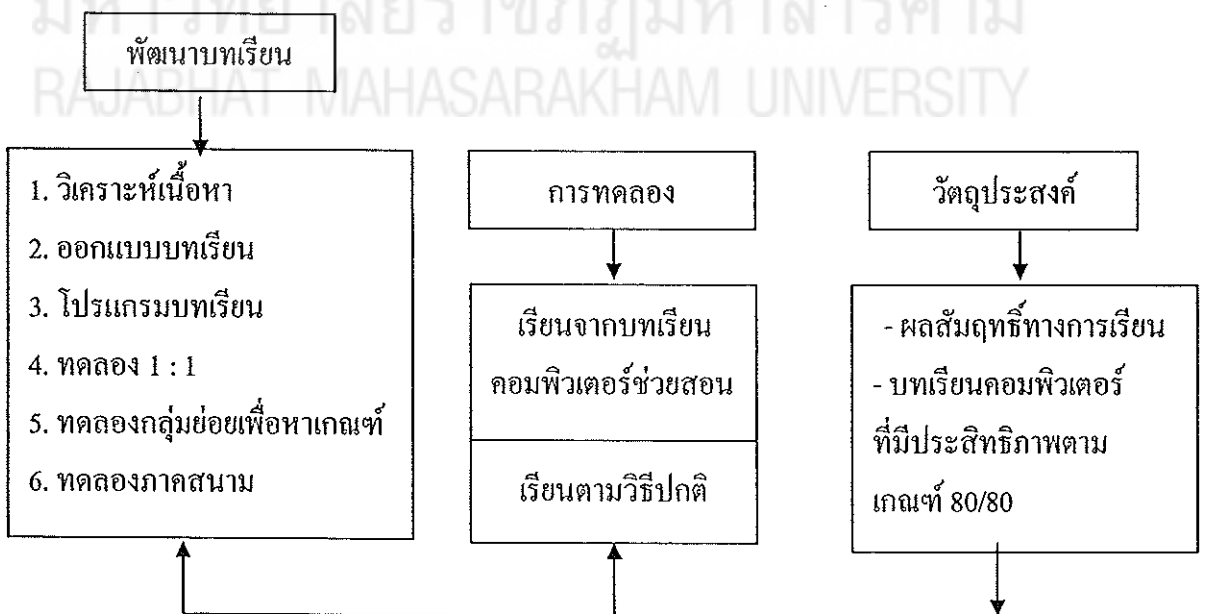 มหาวิทยาลัยราชภัฏมหาสารคาม
RAJABHAT MAHASARAKHAM UNIVERSITY
พัฒนาบทเรียน
1. วิเคราะห์เนื้อหา
2. ออกแบบบทเรียน
3. โปรแกรมบทเรียน
4. ทดลอง 1 : 1
5. ทดลองกลุ่มย่อยเพื่อหาเกณฑ์
6. ทดลองภาคสนาม
การทดลอง
เรียนจากบทเรียน
คอมพิวเตอร์ช่วยสอน
เรียนตามวิธีปกติ
วัตถุประสงค์
- ผลสัมฤทธิ์ทางการเรียน
- บทเรียนคอมพิวเตอร์
ที่มีประสิทธิภาพตาม
เกณฑ์ 80/80